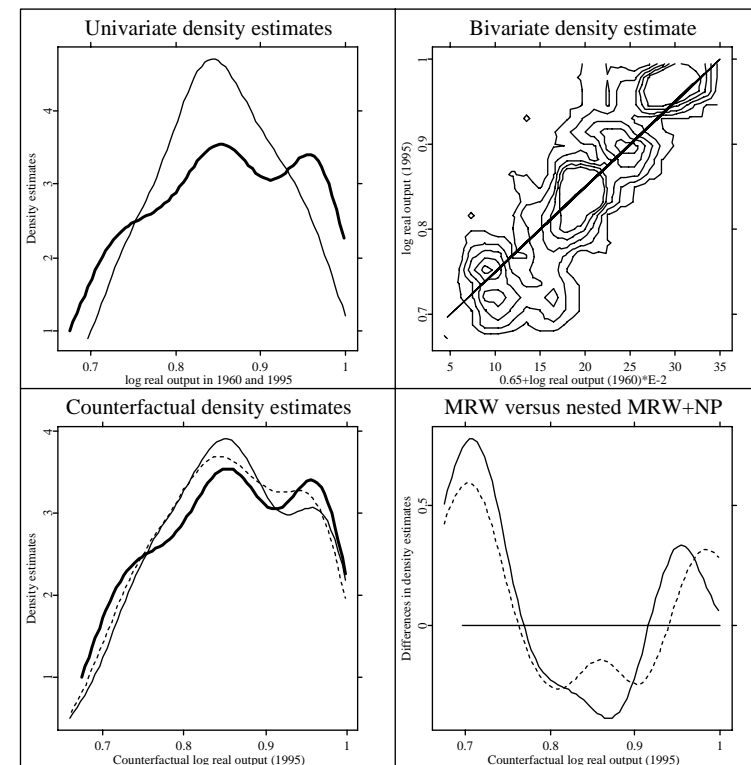 Univariate density estimates
Density estimates
4
3
2
1
0.7 0.8 0.9 1
log real output in 1960 and 1995
Bivariate density estimate
log real output (1995)
1
0.9
0.8
0.7
5 10 15 20 25 30 35
0.65+log real output (1960)*E-2
Counterfactual density estimates
Density estimates
4
3
2
1
0.7 0.8 0.9 1
Counterfactual log real output (1995)
MRW versus nested MRW+NP
Differences in density estimates
0.5
0
0.7 0.8 0.9 1
Counterfactual log real output (1995)